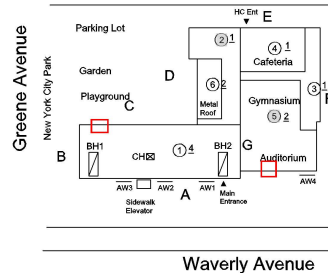 HC Ent
E
Parking Lot
2 1
4 1
Cafeteria
D
Garden
6 2
3 1
Playground
Metal
Roof
Gymnasium
F
C
5 2
Greene Avenue
New York City Park
BH1
CH
1 4
BH2
G
Auditorium
B
AW3
AW2
AW1
AW4
Sidewalk
Elevator
A
Main
Entrance
Waverly Avenue